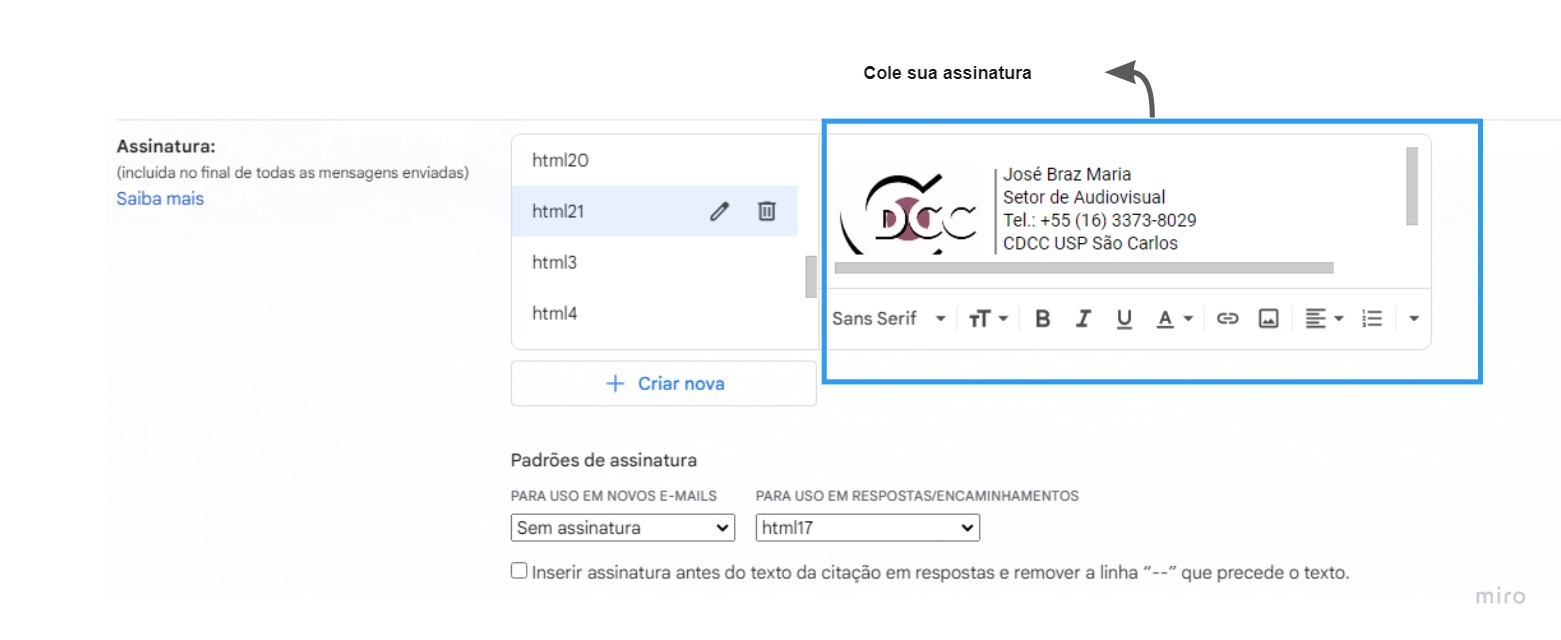 Cole sua assinatura
Assinatura:
(incluída no final de todas as mensagens enviadas)
Saiba mais
html20
html21
html3
html4
Criar nova
CDCC
José Braz Maria
Setor de Audiovisual
Tel.: +55 (16) 3373-8029
CDCC USP São Carlos
Sans Serif
Padrões de assinatura
PARA USO EM NOVOS E-MAILS
PARA USO EM RESPOSTAS/ENCAMINHAMENTOS
Sem assinatura
html17
Inserir assinatura antes do texto da citação em respostas e remover a linha “--” que precede o texto.
miro